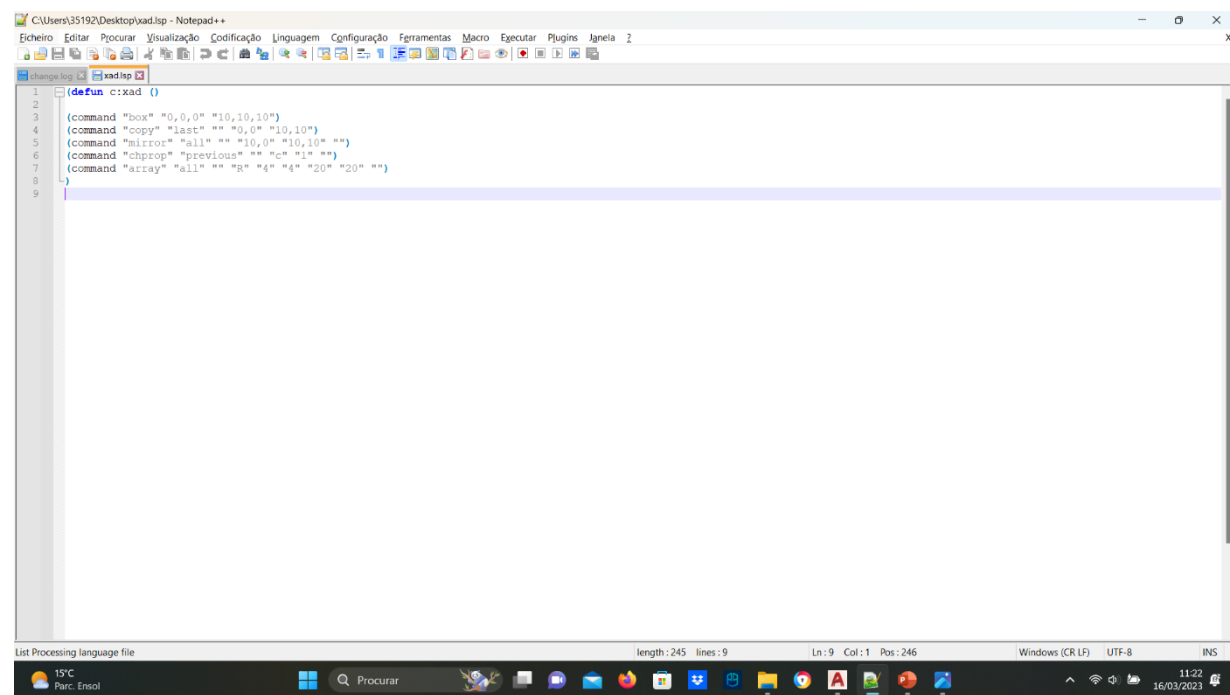 C:\Users\35192\Desktop\xad.lsp - Notepad++
Ficheiro Editar Procurar Visualização Codificação Linguagem Configuração Ferramentas Macro Executar Plugins Janela ? X
change.log xad.lsp
1 (defun c:xad ()
2
3 (command "box" "0,0,0" "10,10,10")
4 (command "copy" "last" "" "0,0" "10,10")
5 (command "mirror" "all" "" "10,0" "10,10" "")
6 (command "chprop" "previous" "" "c" "1" "")
7 (command "array" "all" "" "R" "4" "4" "20" "20" "")
8 )
9
List Processing language file length : 245 lines : 9 Ln : 9 Col : 1 Pos : 246 Windows (CR LF) UTF-8 INS
15°C Procurar 11:22
Parc. Ensol 16/03/2023